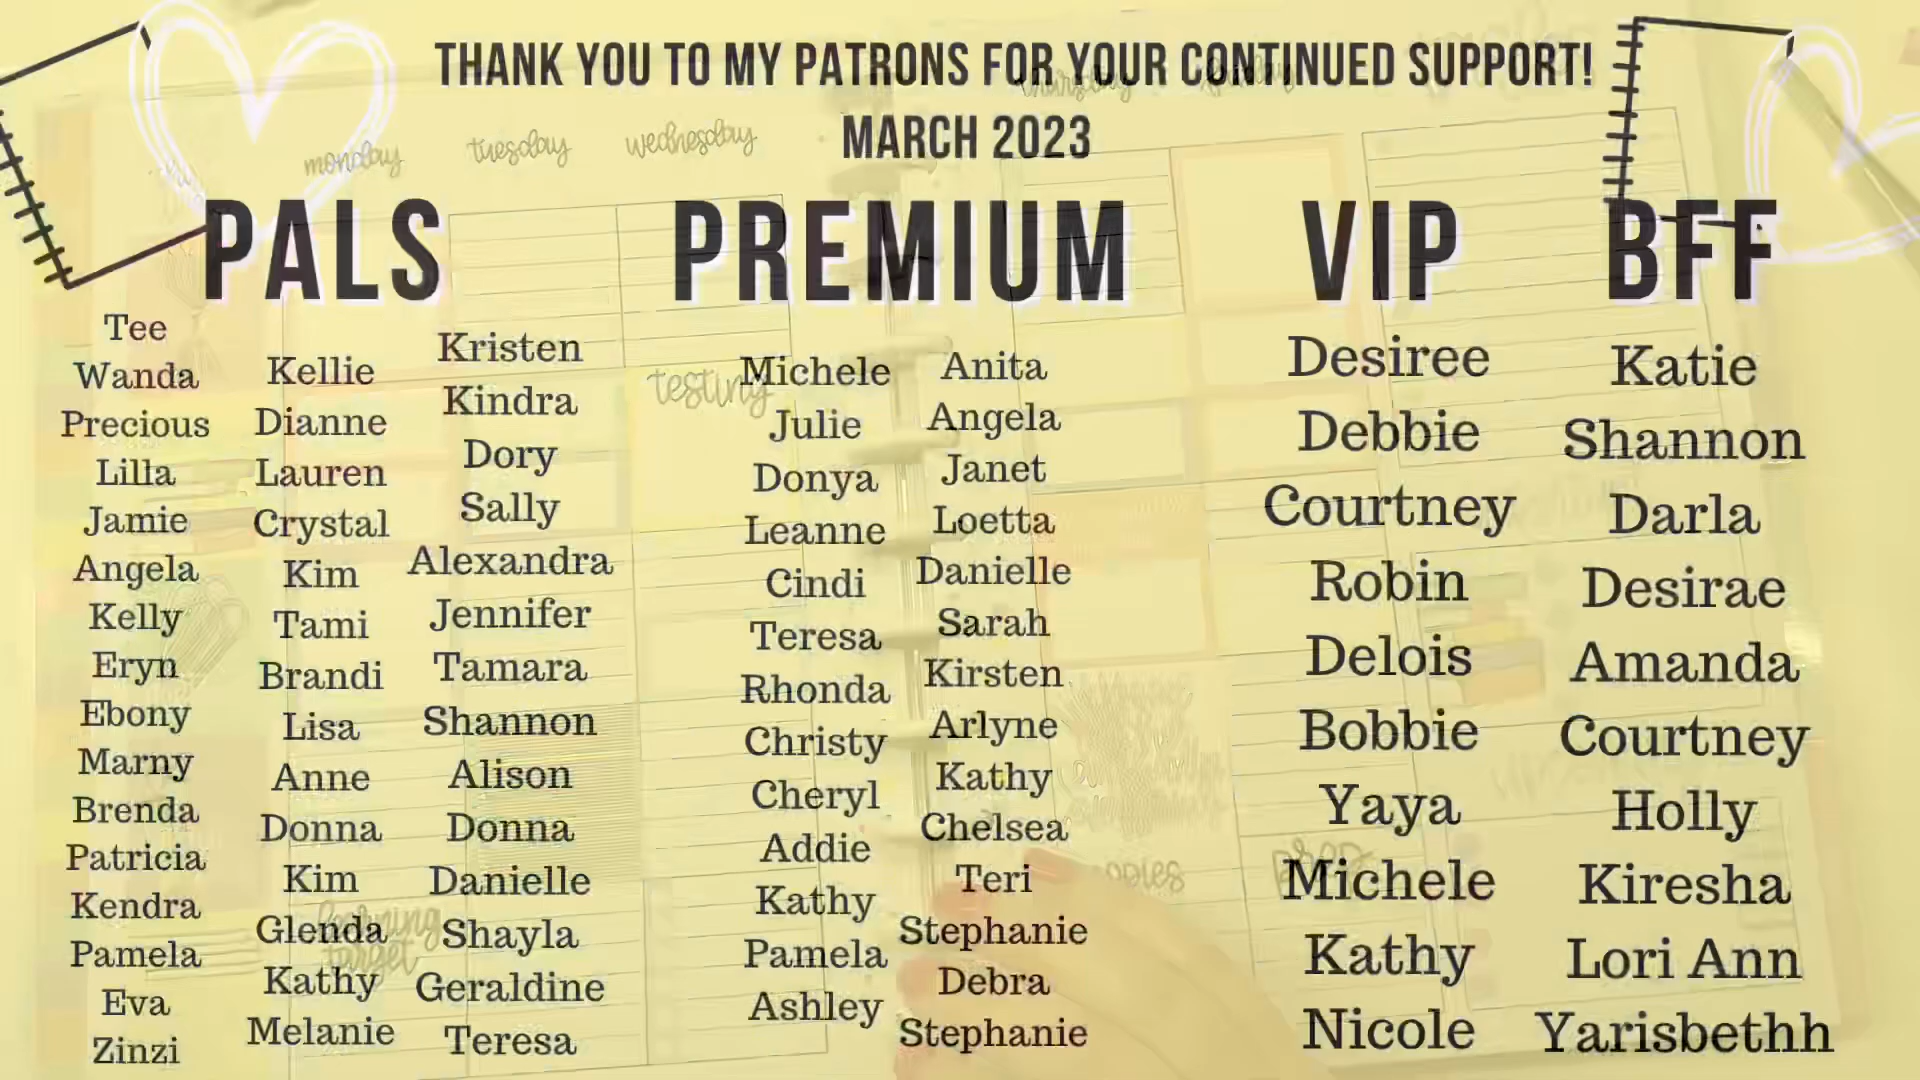 THANK YOU TO MY PATRONS FOR YOUR CONTINUED SUPPORT!
MARCH 2023
thursday
monday
tuesday
wednesday
PALS
Tee
Wanda
Precious
Lilla
Jamie
Angela
Kelly
Eryn
Ebony
Marny
Brenda
Patricia
Kendra
Pamela
Eva
Zinzi
Kellie
Dianne
Lauren
Crystal
Kim
Tami
Brandi
Lisa
Anne
Donna
Kim
Glenda
Kathy
Melanie
Kristen
Kindra
Dory
Sally
Alexandra
Jennifer
Tamara
Shannon
Alison
Donna
Danielle
Shayla
Geraldine
Teresa
learning
target
testing
PREMIUM
Michele
Julie
Donya
Leanne
Cindi
Teresa
Rhonda
Christy
Cheryl
Addie
Kathy
Pamela
Ashley
Anita
Angela
Janet
Loetta
Danielle
Sarah
Kirsten
Arlyne
Kathy
Chelsea
Teri
Stephanie
Debra
Stephanie
VIP
Desiree
Debbie
Courtney
Robin
Delois
Bobbie
Yaya
Michele
Kathy
Nicole
BFF
Katie
Shannon
Darla
Desirae
Amanda
Courtney
Holly
Kiresha
Lori Ann
Yarisbethh